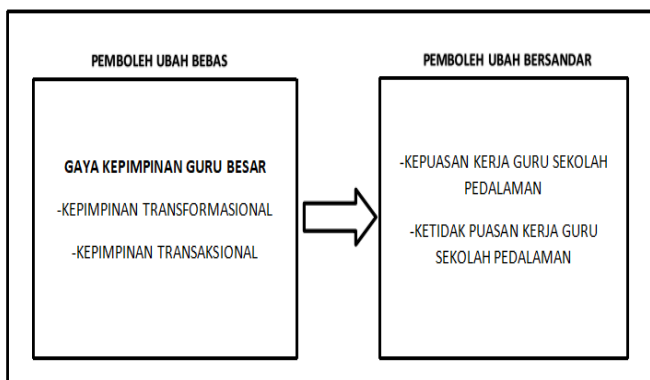 PEMBOLEH UBAH BEBAS
GAYA KEPIMPINAN GURU BESAR
-KEPIMPINAN TRANSFORMASIONAL
-KEPIMPINAN TRANSAKSIONAL
PEMBOLEH UBAH BERSANDAR
-KEPUASAN KERJA GURU SEKOLAH
PEDALAMAN
-KETIDAK PUASAN KERJA GURU
SEKOLAH PEDALAMAN